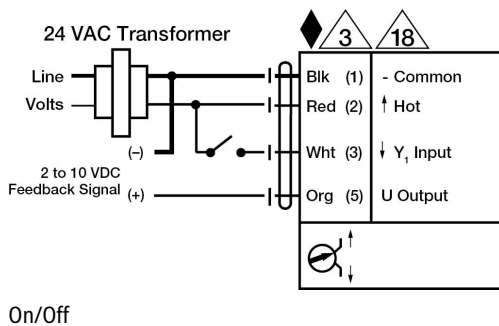 24 VAC Transformer
3 18
Line
Volts
Blk (1) - Common
Red (2) ↑ Hot
(–)
Wht (3) ↓ Y₁ Input
2 to 10 VDC
Feedback Signal (+)
Org (5) U Output
On/Off